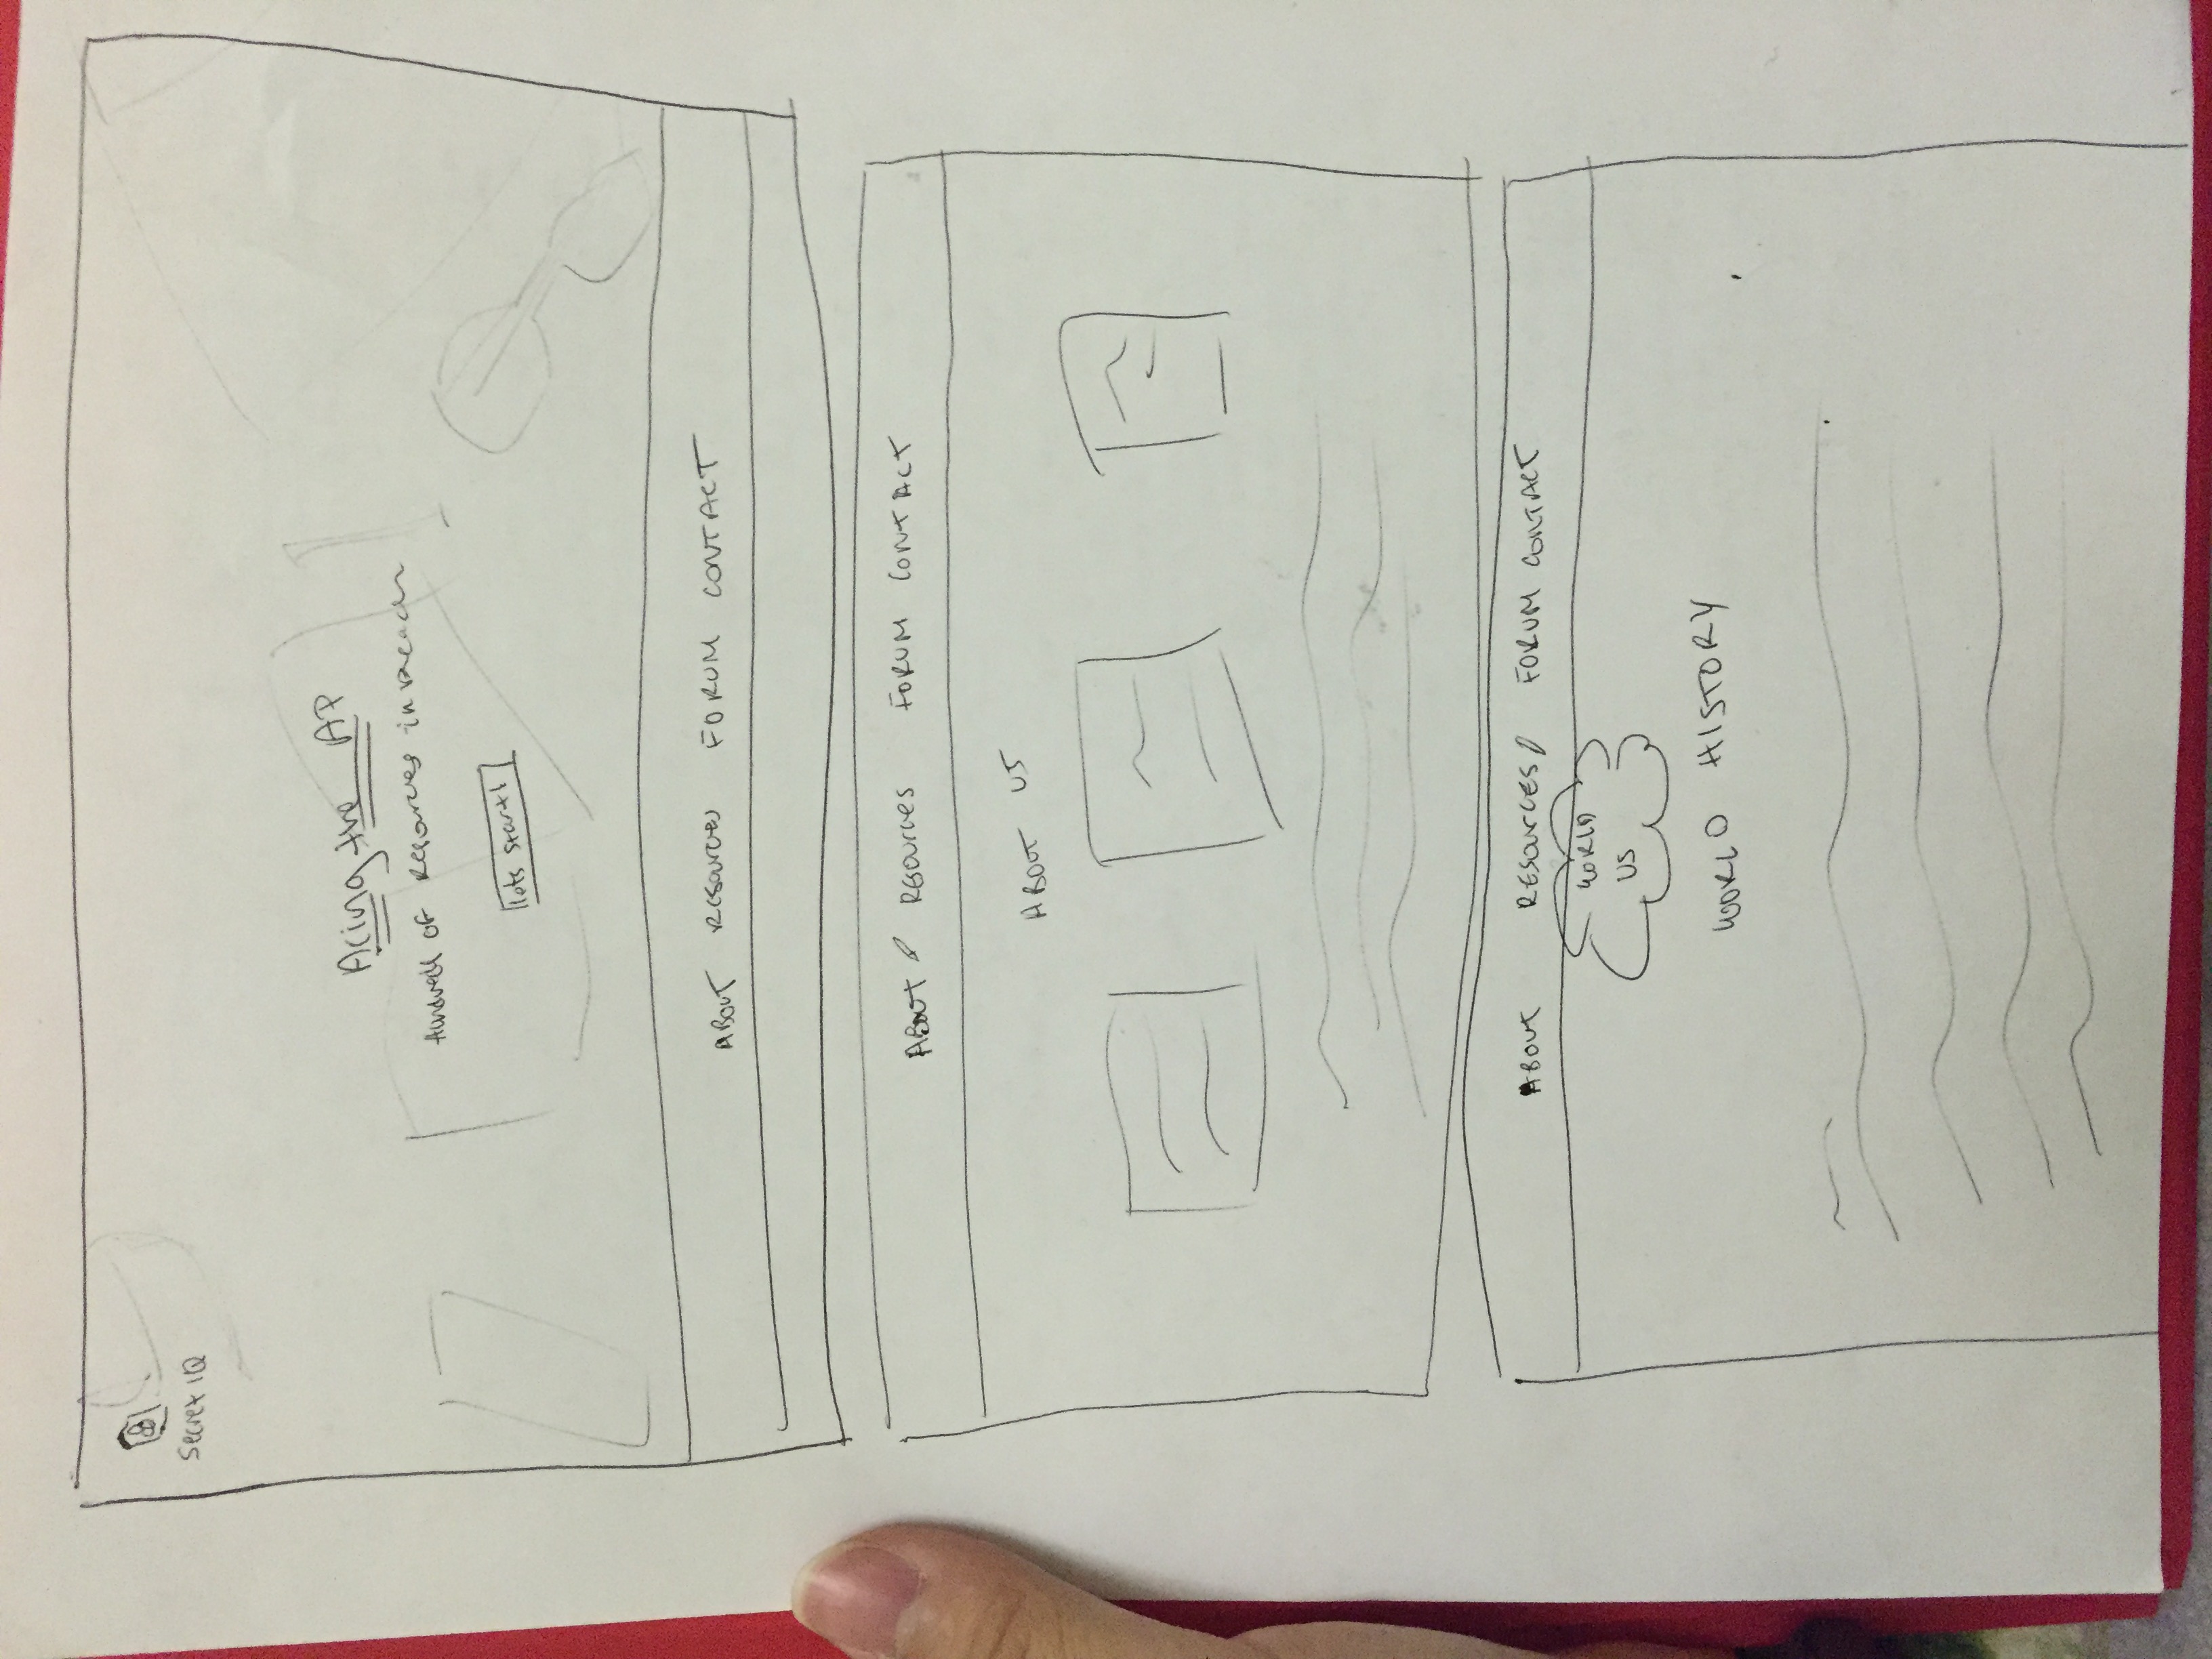 Secret IQ
Acing the AP
Hundreds of Resources in Reach
lets start!
ABOUT RESOURCES FORUM CONTACT
ABOUT RESOURCES FORUM CONTACT
ABOUT US
ABOUT RESOURCES FORUM CONTACT
WORLD
US
WORLD HISTORY